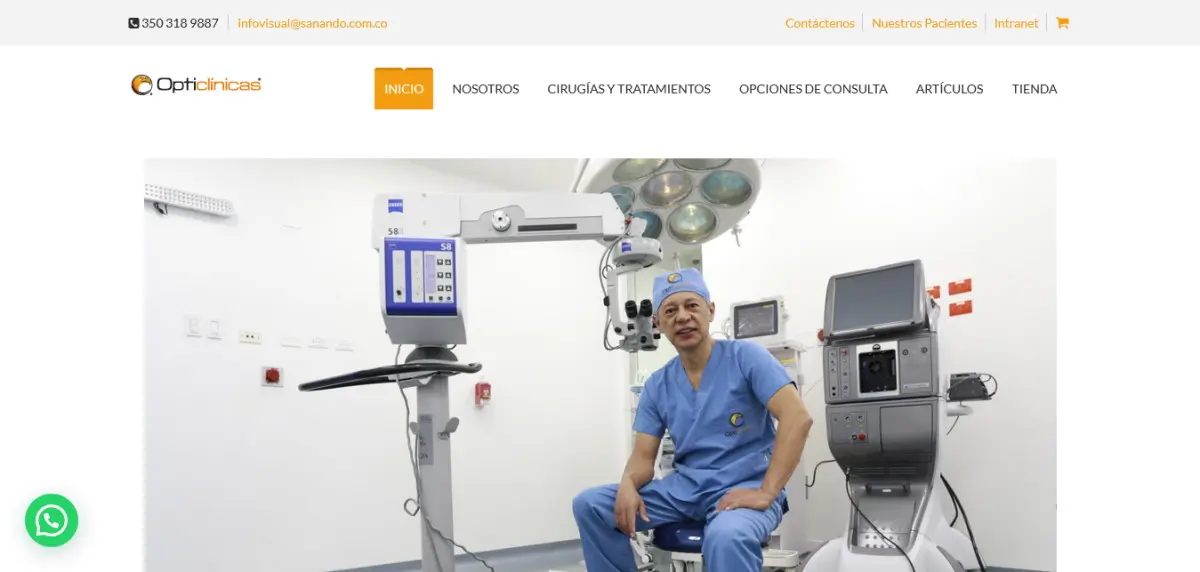 350 318 9887
infovisual@sanando.com.co
Contáctenos
Nuestros Pacientes
Intranet
Opticlínicas
INICIO
NOSOTROS
CIRUGÍAS Y TRATAMIENTOS
OPCIONES DE CONSULTA
ARTÍCULOS
TIENDA
ZEISS
S8
S8